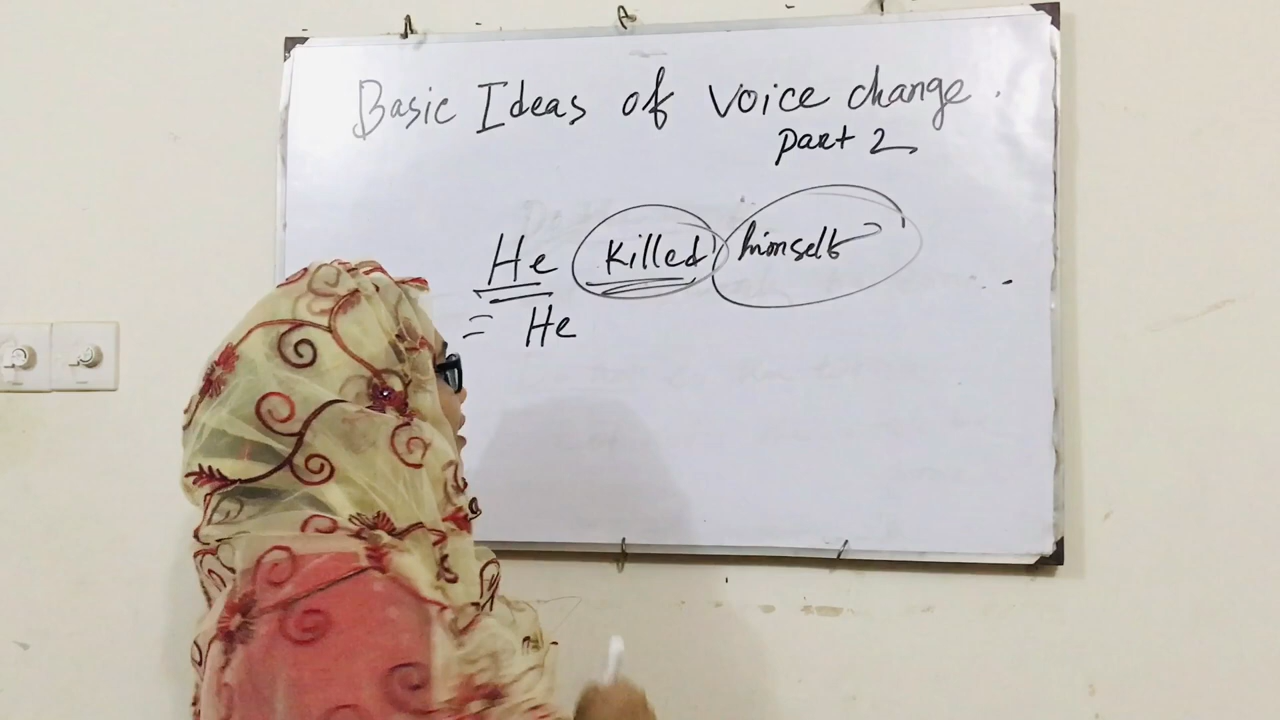 Basic Ideas of voice change.
part 2
He killed himself
= He